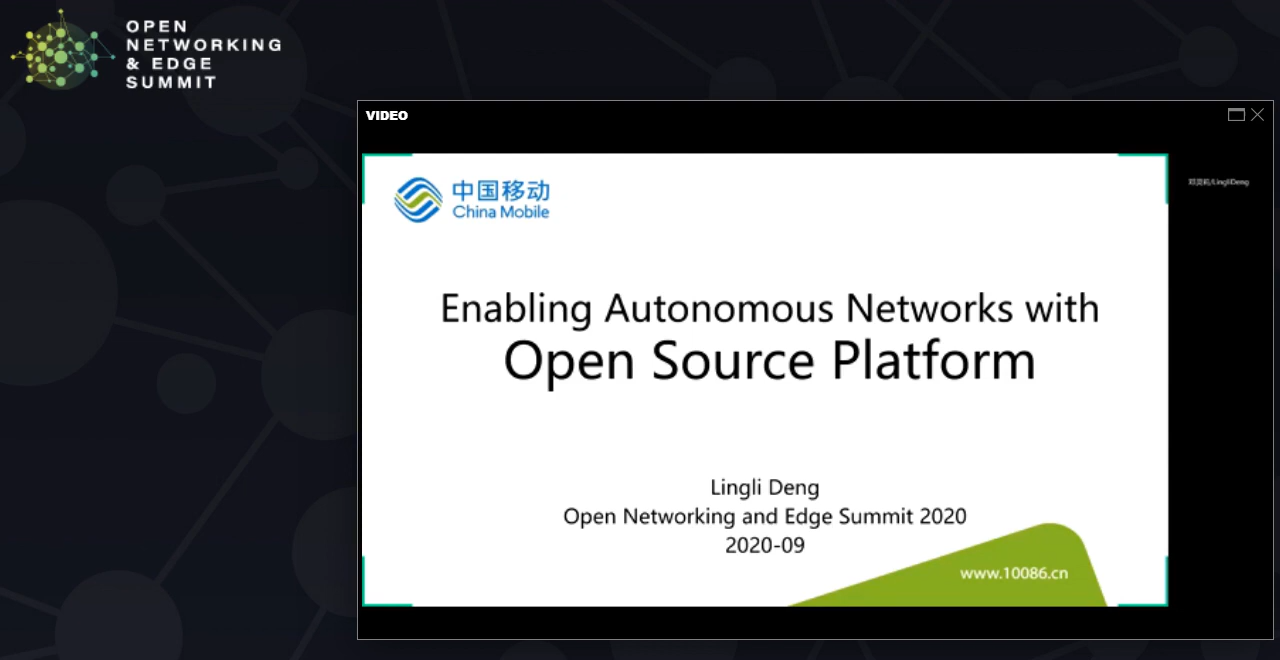 OPEN
NETWORKING
& EDGE
SUMMIT
VIDEO
中国移动
China Mobile
Enabling Autonomous Networks with
Open Source Platform
Lingli Deng
Open Networking and Edge Summit 2020
2020-09
www.10086.cn
/LingliDeng